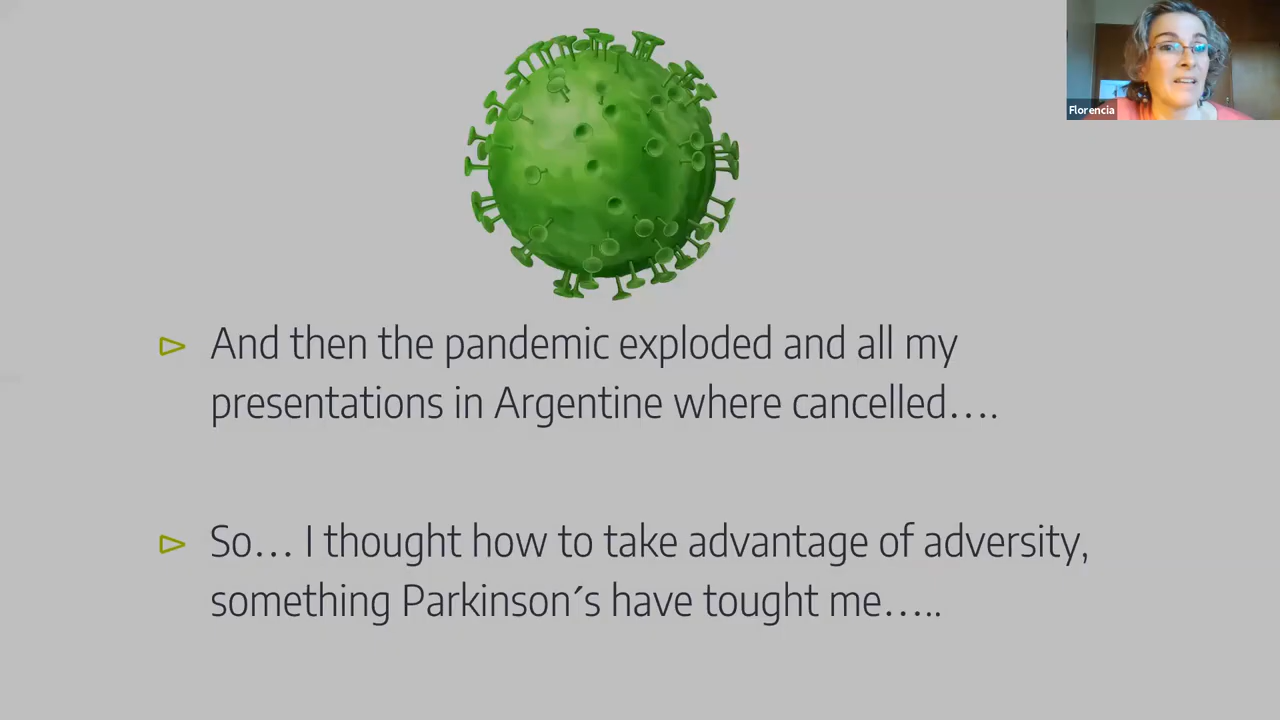 Florencia
And then the pandemic exploded and all my
presentations in Argentine where cancelled….
So… I thought how to take advantage of adversity,
something Parkinson´s have tought me…..